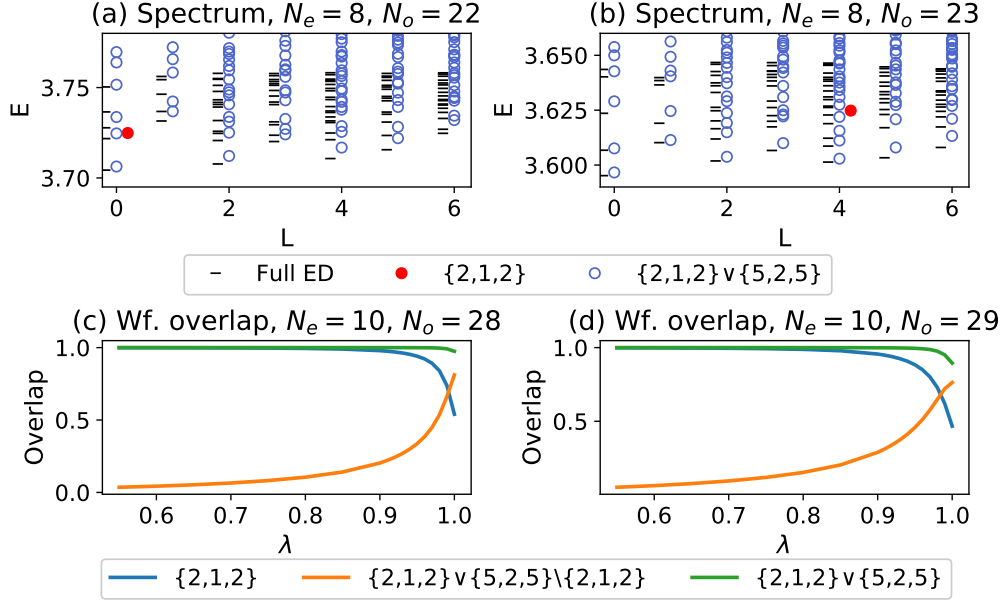 (a) Spectrum, Nₑ = 8, Nₒ = 22
(b) Spectrum, Nₑ = 8, Nₒ = 23
E
3.75
3.70
0 2 4 6
L
E
3.650
3.625
3.600
0 2 4 6
L
Full ED {2,1,2} {2,1,2}∨{5,2,5}
(c) Wf. overlap, Nₑ = 10, Nₒ = 28
(d) Wf. overlap, Nₑ = 10, Nₒ = 29
Overlap
1.0
0.5
0.0
0.6 0.7 0.8 0.9 1.0
λ
Overlap
1.0
0.5
0.6 0.7 0.8 0.9 1.0
λ
{2,1,2} {2,1,2}∨{5,2,5}\{2,1,2} {2,1,2}∨{5,2,5}